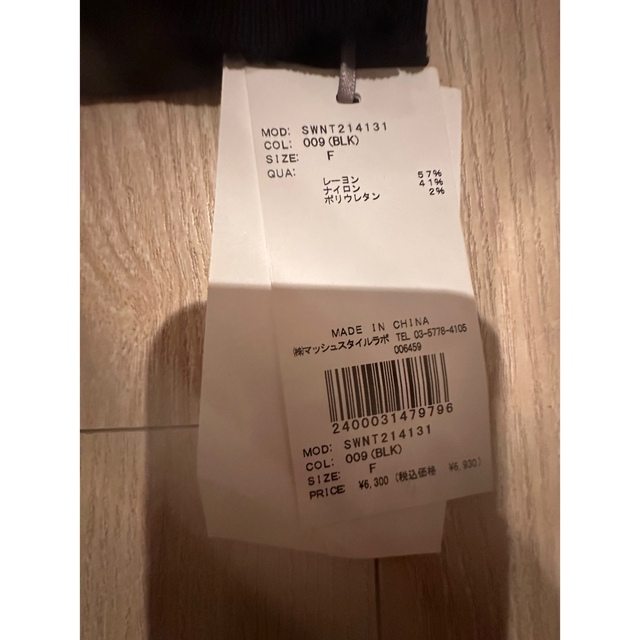 MOD: SWNT214131
COL: 009(BLK)
SIZE: F
QUA:
レーヨン 57%
ナイロン 41%
ポリウレタン 2%
MADE IN CHINA
㈱マッシュスタイルラボ TEL 03-5778-4105
006459
2400031479796
MOD: SWNT214131
COL: 009(BLK)
SIZE: F
PRICE: ¥6,300 (税込価格 ¥6,930)